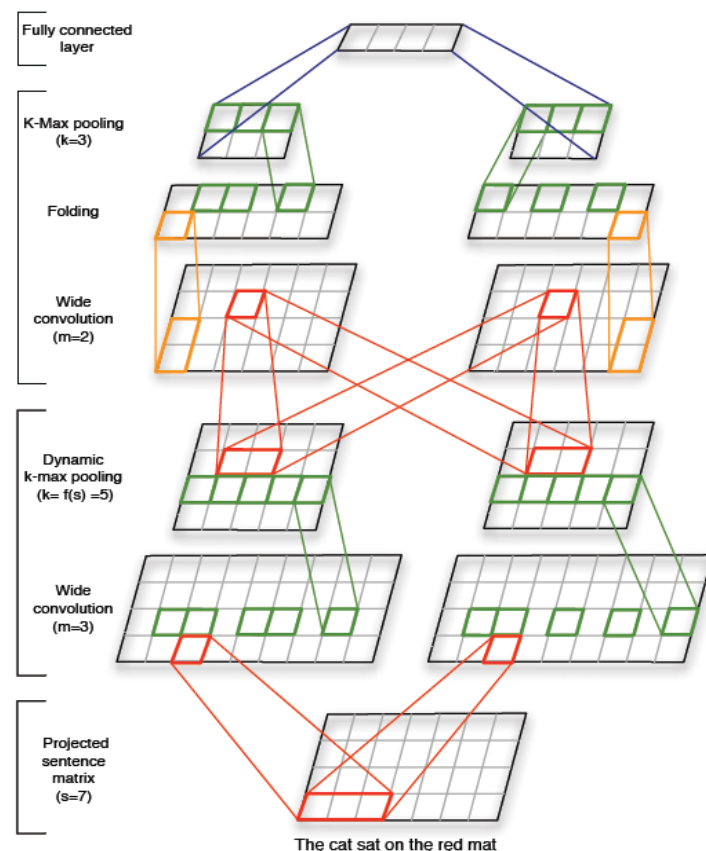 Fully connected
layer
K-Max pooling
(k=3)
Folding
Wide
convolution
(m=2)
Dynamic
k-max pooling
(k= f(s) =5)
Wide
convolution
(m=3)
Projected
sentence
matrix
(s=7)
The cat sat on the red mat